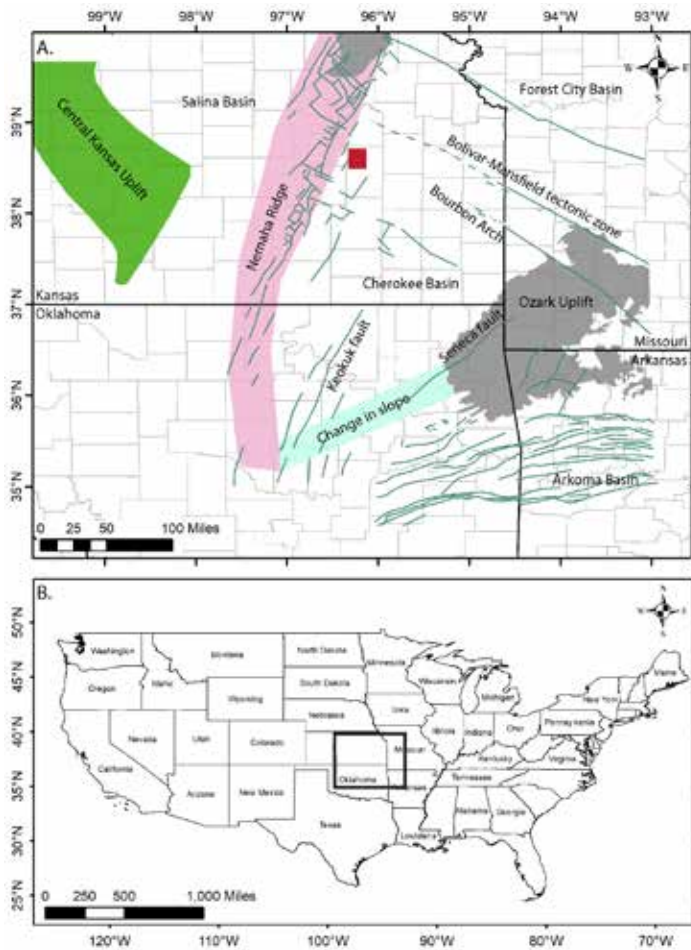 99°W 98°W 97°W 96°W 95°W 94°W 93°W
A.
N
W E
S
Salina Basin
Forest City Basin
Central Kansas Uplift
39°N
Bolivar-Mansfield tectonic zone
38°N
Nemaha Ridge
Bourbon Arch
Cherokee Basin
37°N
Kansas
Oklahoma
Ozark Uplift
Seneca fault
Missouri
Arkansas
Keokuk fault
36°N
Change in slope
Arkoma Basin
35°N
0 25 50 100 Miles
B.
N
50°N
Washington
Montana
North Dakota
Minnesota
Maine
45°N
Oregon
Idaho
South Dakota
Wisconsin
Michigan
New York
Wyoming
Iowa
Pennsylvania
40°N
Nevada
Utah
Colorado
Nebraska
Illinois
Indiana
Ohio
Missouri
Kentucky
Virginia
California
35°N
Arizona
New Mexico
Oklahoma
Tennessee
Alabama
Georgia
Texas
30°N
25°N
0 250 500 1,000 Miles
120°W 110°W 100°W 90°W 80°W 70°W